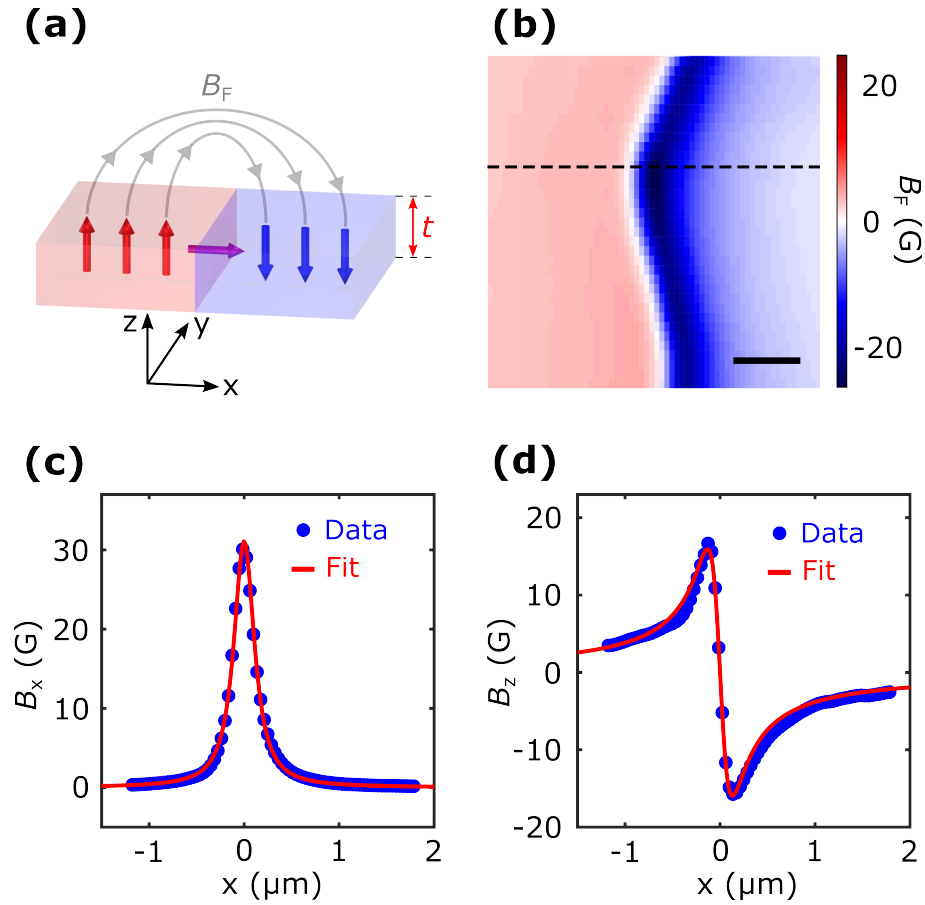 (a)
B_F
t
z
y
x
(b)
20
0
-20
B_F (G)
(c)
30
20
10
0
B_x (G)
Data
Fit
-1
0
1
2
x (μm)
(d)
20
10
0
-10
-20
B_z (G)
Data
Fit
-1
0
1
2
x (μm)